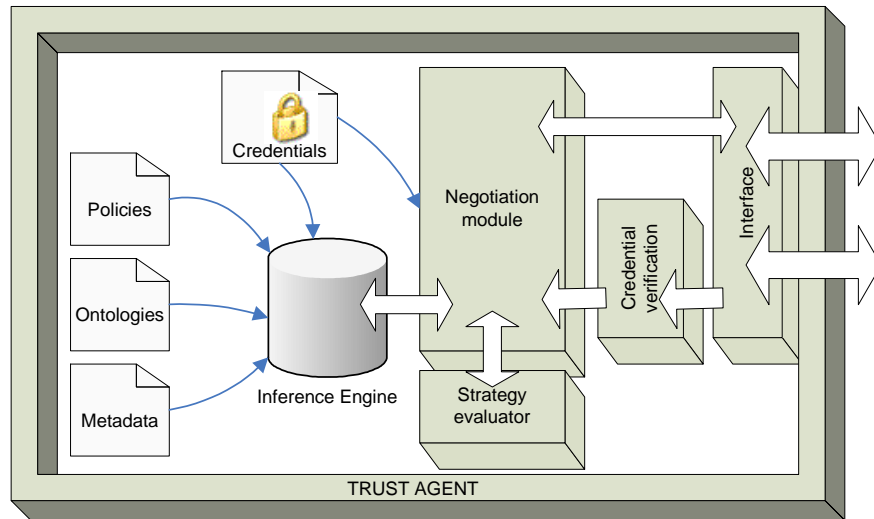 Credentials
Policies
Negotiation
module
Interface
Credential
verification
Ontologies
Inference Engine
Strategy
evaluator
Metadata
TRUST AGENT